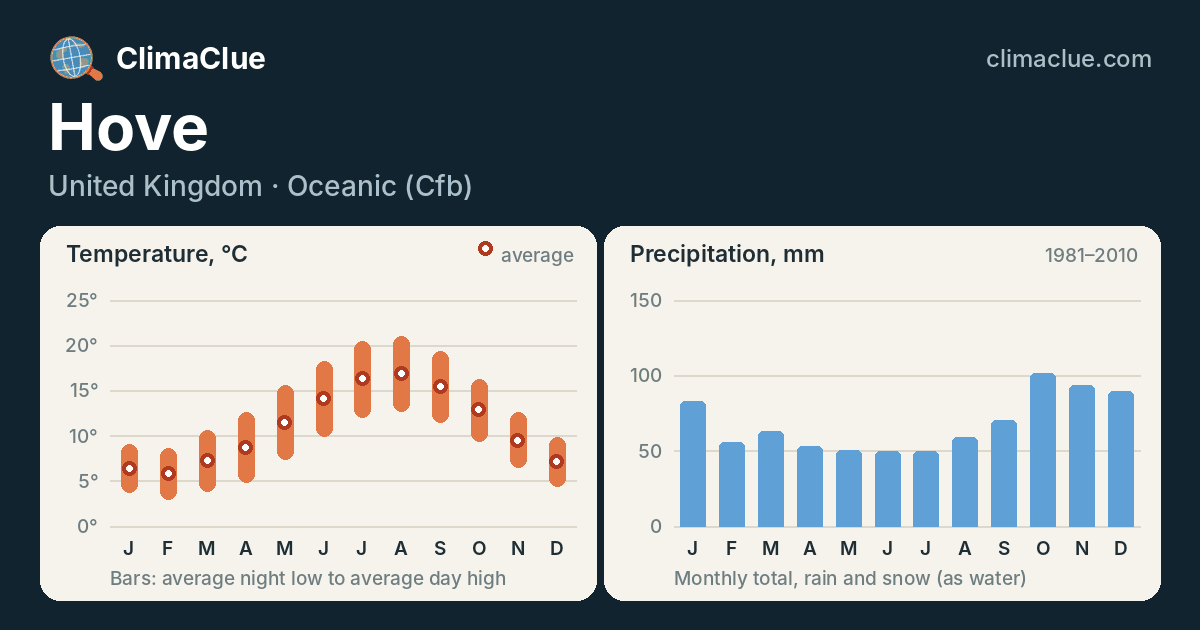 ClimaClue
climaclue.com
Hove
United Kingdom · Oceanic (Cfb)
Temperature, °C
average
25°
20°
15°
10°
5°
0°
J F M A M J J A S O N D
Bars: average night low to average day high
Precipitation, mm
1981–2010
150
100
50
0
J F M A M J J A S O N D
Monthly total, rain and snow (as water)